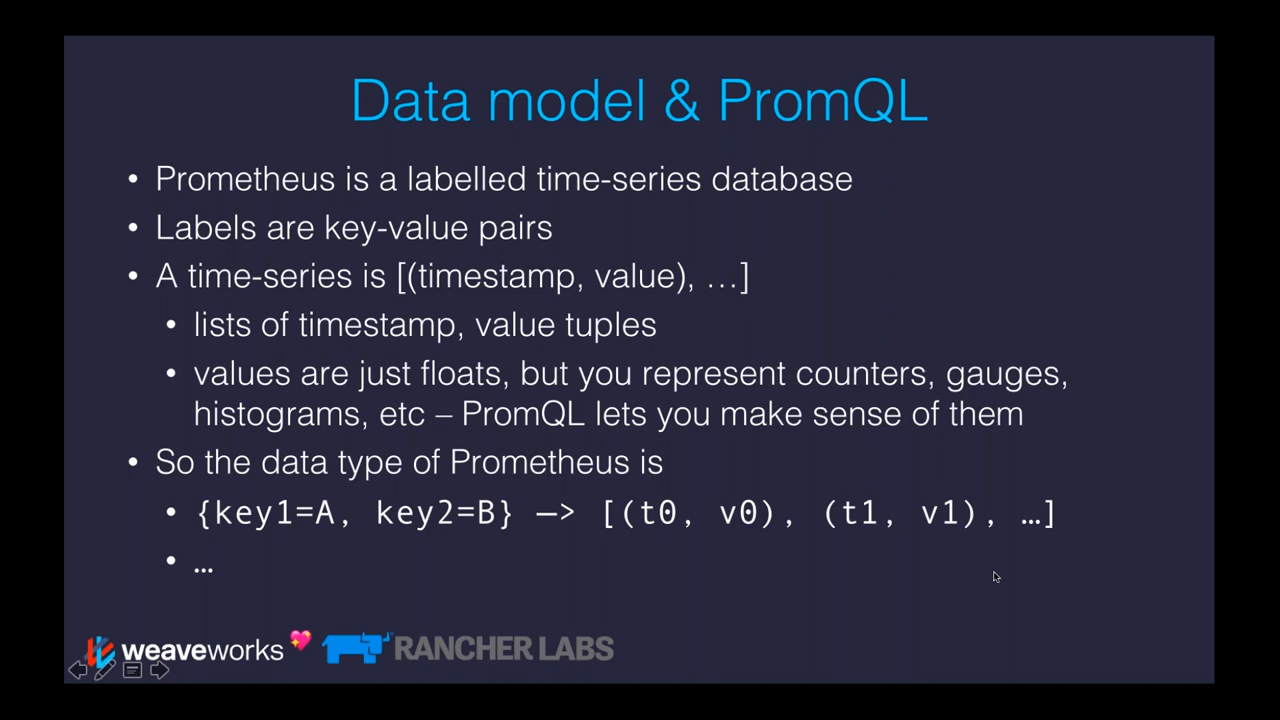 Data model & PromQL
• Prometheus is a labelled time-series database
• Labels are key-value pairs
• A time-series is [(timestamp, value), …]
• lists of timestamp, value tuples
• values are just floats, but you represent counters, gauges,
histograms, etc – PromQL lets you make sense of them
• So the data type of Prometheus is
• {key1=A, key2=B} —> [(t0, v0), (t1, v1), …]
• …
weaveworks RANCHER LABS